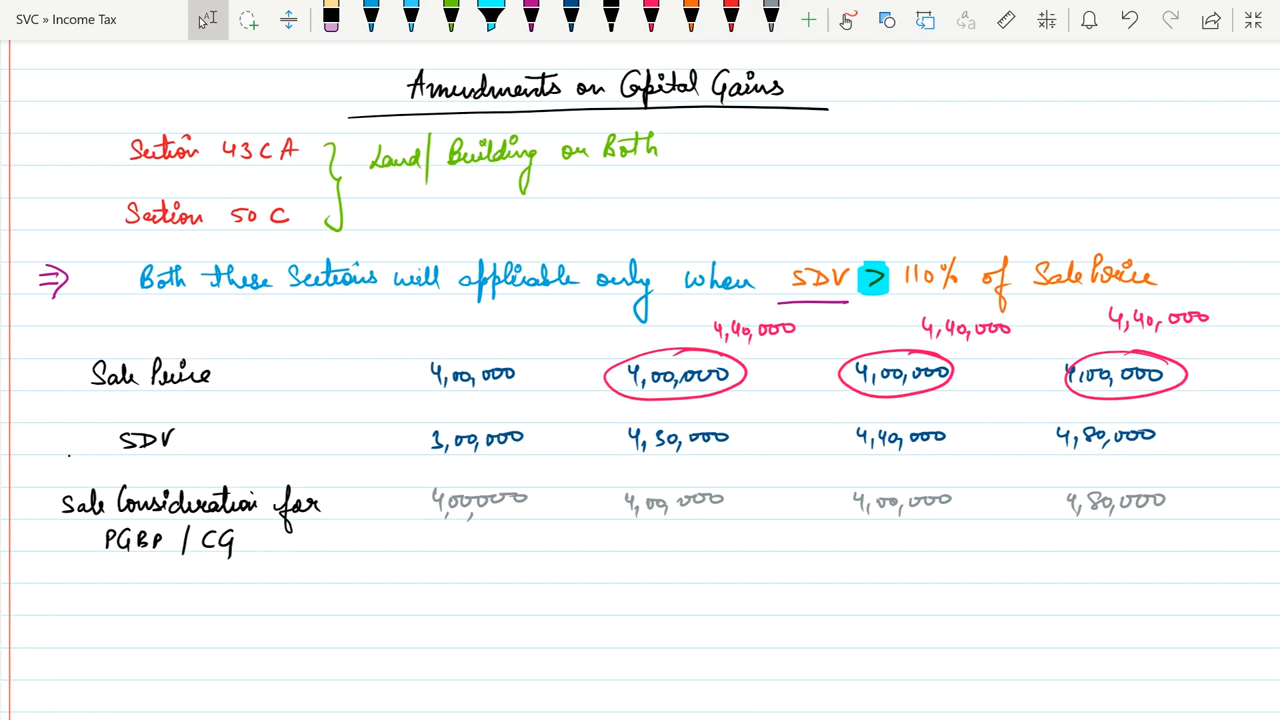 SVC » Income Tax
Amendments on Capital Gains
Section 43CA
Land/Building or Both
Section 50C
⇒ Both these Sections will applicable only when SDV > 110% of Sale Price
4,40,000 4,40,000 4,40,000
Sale Price 4,00,000 4,00,000 4,00,000 4,00,000
SDV 3,00,000 4,30,000 4,40,000 4,80,000
Sale Consideration for 4,00,000 4,00,000 4,00,000 4,80,000
PGBP / CG